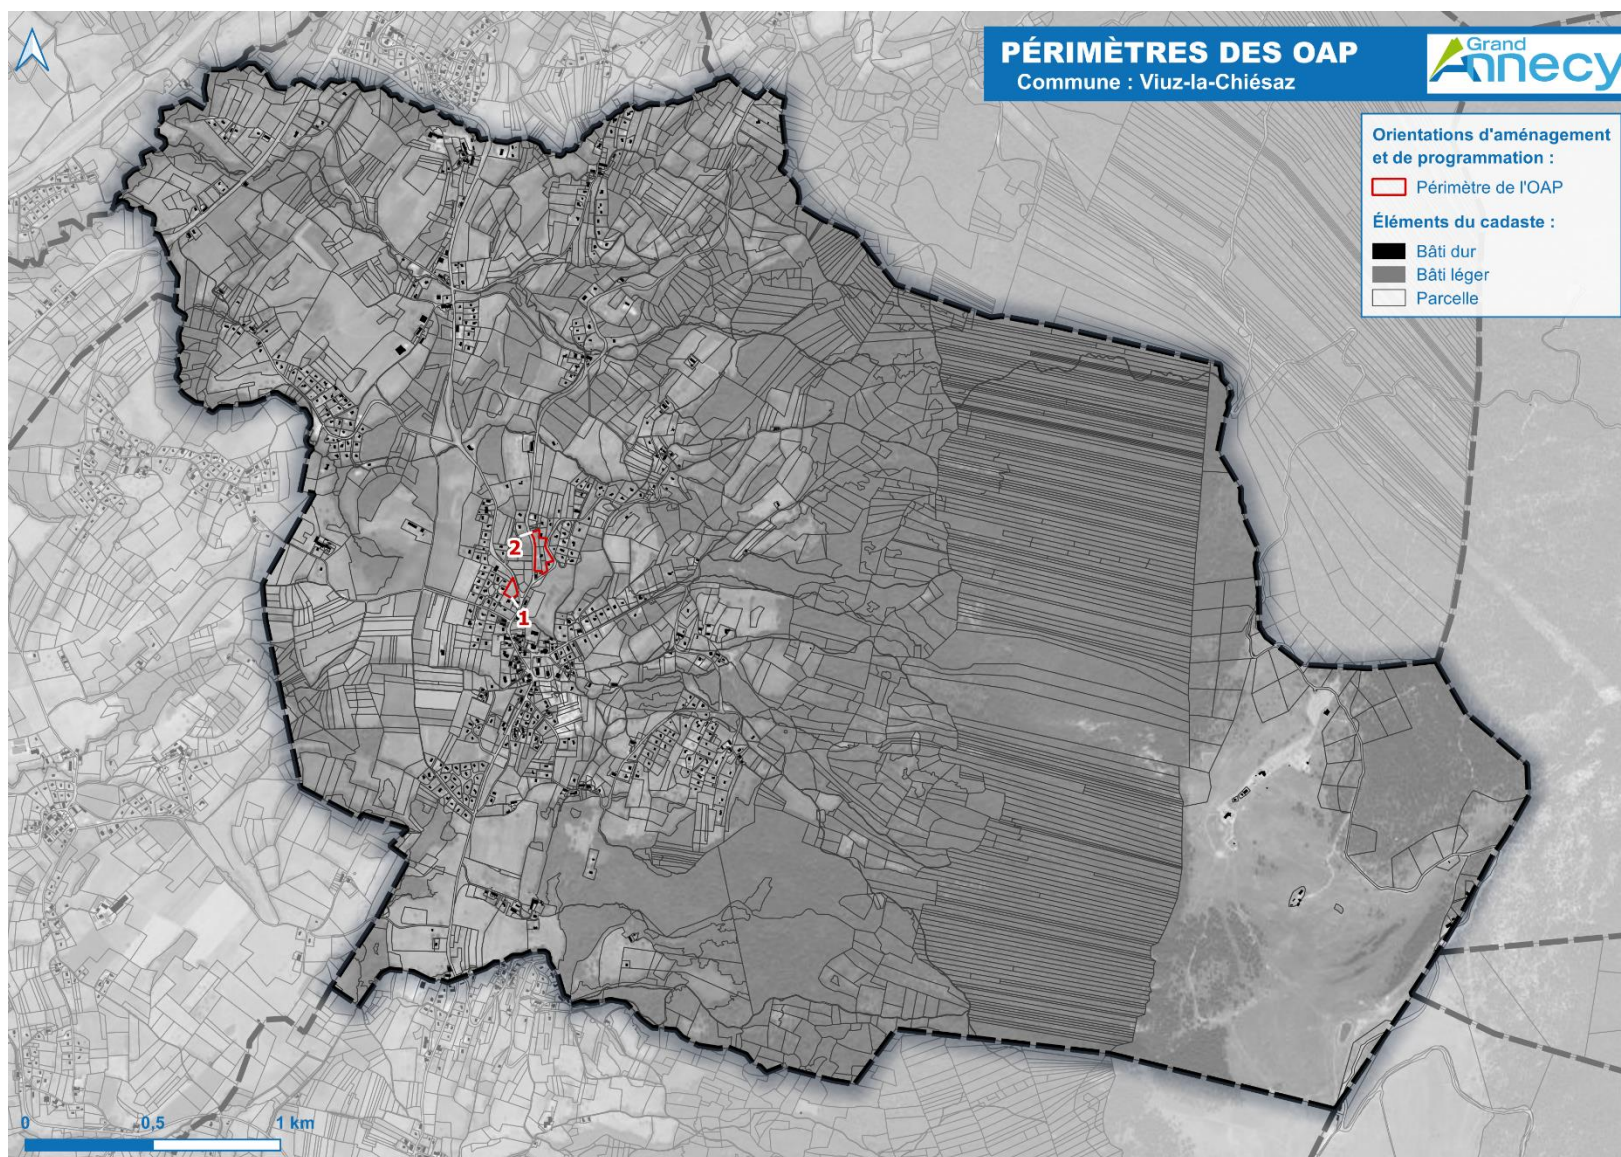 PÉRIMÈTRES DES OAP
Commune : Viuz-la-Chiésaz
Grand
Annecy
Orientations d'aménagement
et de programmation :
Périmètre de l'OAP
Éléments du cadaste :
Bâti dur
Bâti léger
Parcelle
2
1
0 0,5 1 km